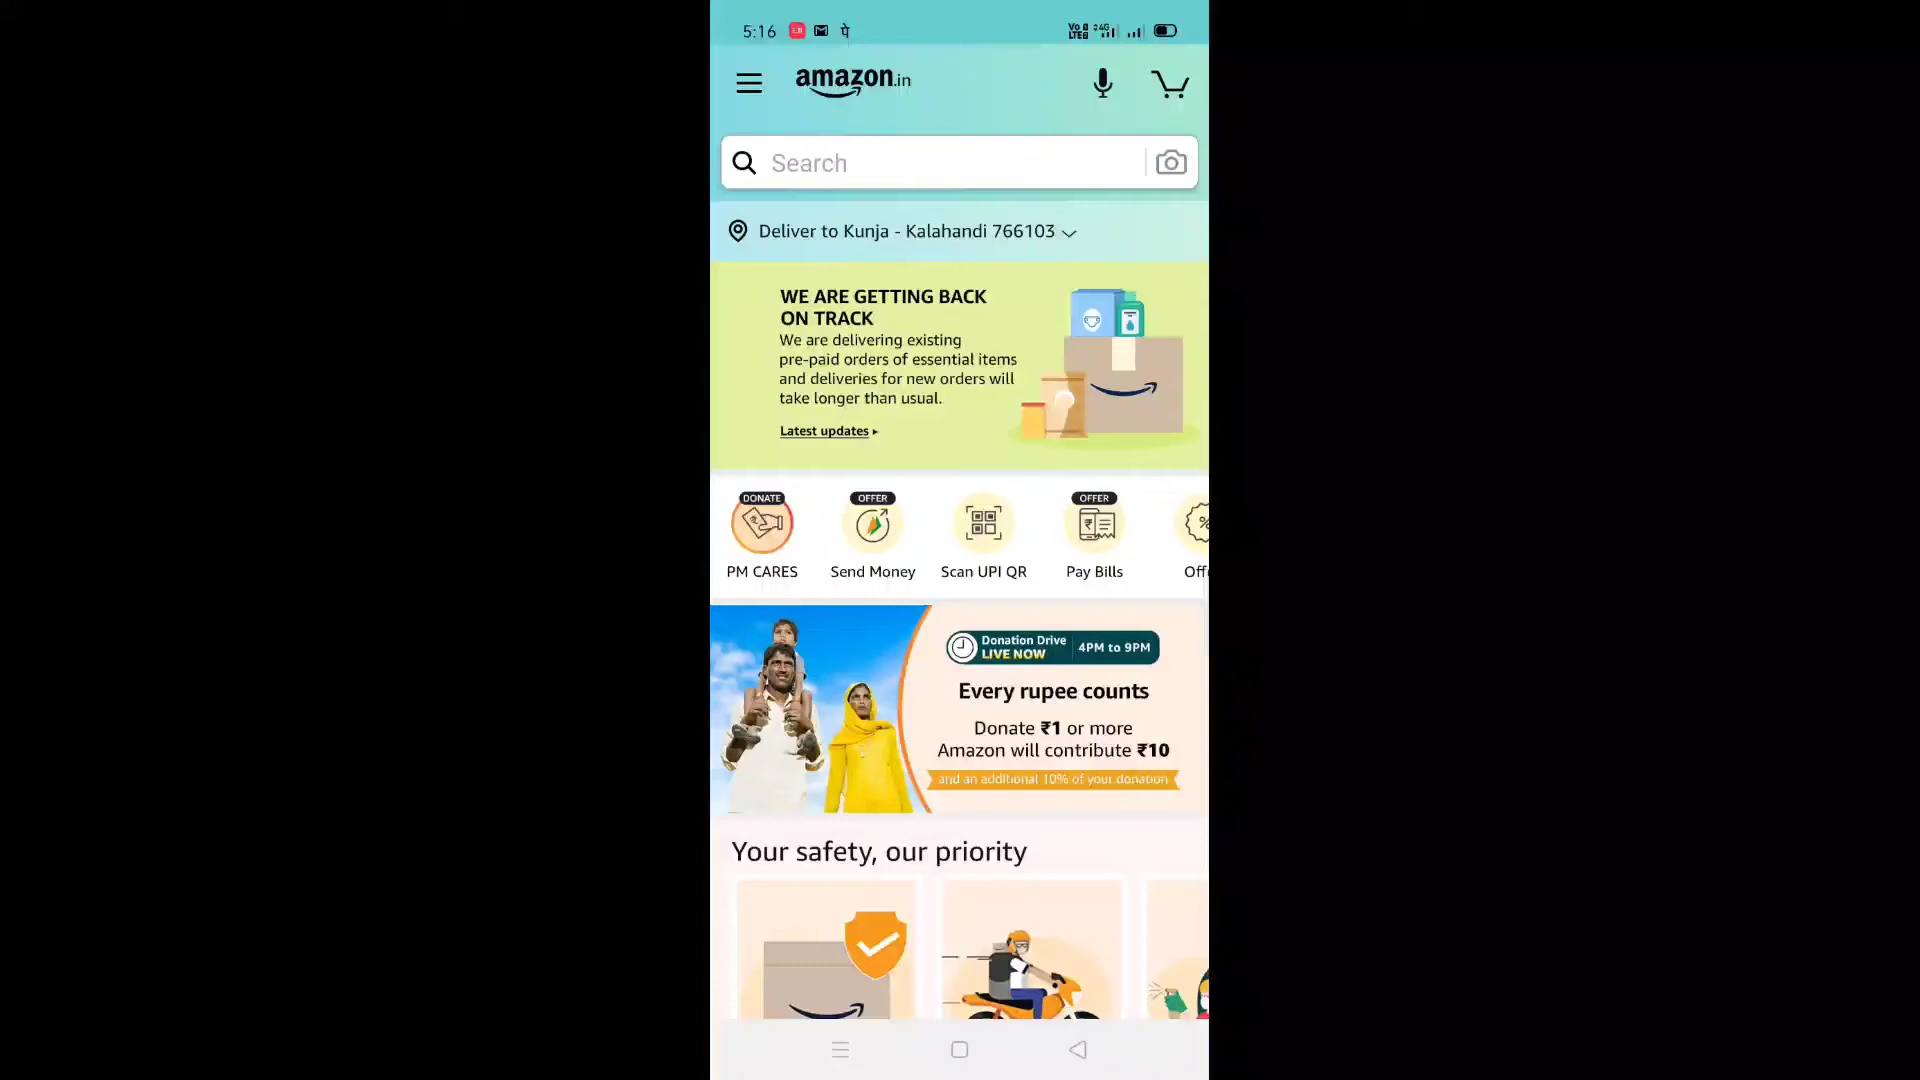 5:16 पे Vo LTE 4G
amazon.in
Search
Deliver to Kunja - Kalahandi 766103
WE ARE GETTING BACK
ON TRACK
We are delivering existing
pre-paid orders of essential items
and deliveries for new orders will
take longer than usual.
Latest updates
DONATE OFFER OFFER
PM CARES Send Money Scan UPI QR Pay Bills Off
Donation Drive
LIVE NOW 4PM to 9PM
Every rupee counts
Donate ₹1 or more
Amazon will contribute ₹10
and an additional 10% of your donation
Your safety, our priority